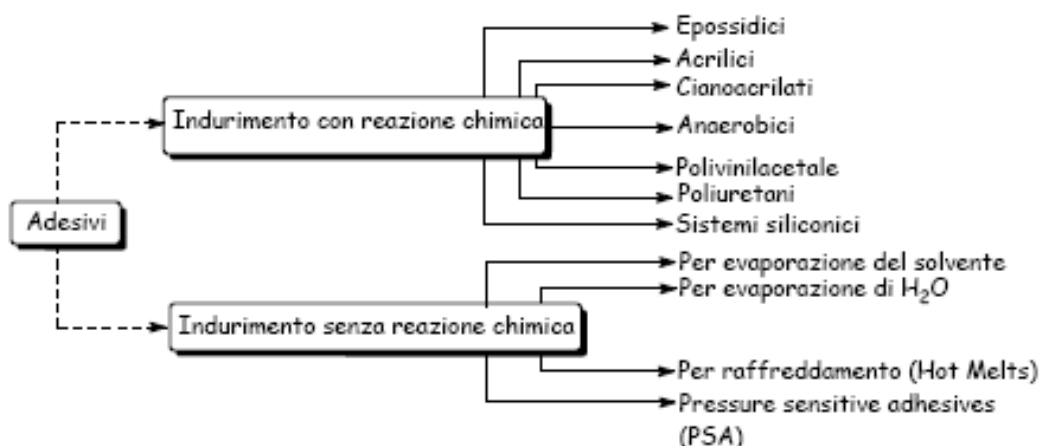 Epossidici
Acrilici
Cianoacrilati
Indurimento con reazione chimica
Anaerobici
Polivinilacetale
Poliuretani
Adesivi
Sistemi siliconici
Per evaporazione del solvente
Per evaporazione di H₂O
Indurimento senza reazione chimica
Per raffreddamento (Hot Melts)
Pressure sensitive adhesives
(PSA)